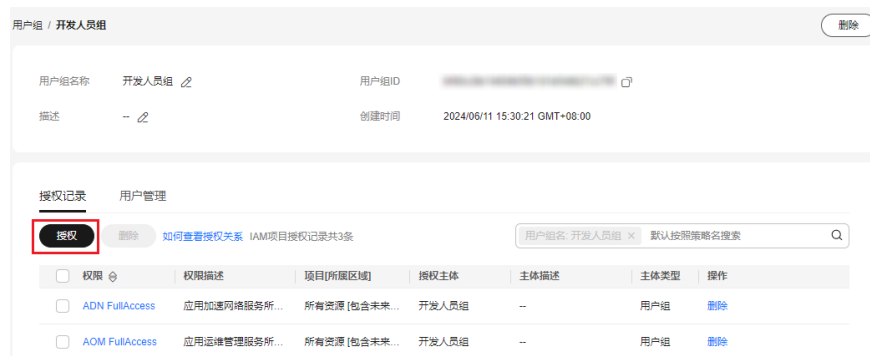 用户组 / 开发人员组 删除
用户组名称 开发人员组 用户组ID
描述 -- 创建时间 2024/06/11 15:30:21 GMT+08:00
授权记录 用户管理
授权 删除 如何查看授权关系 IAM项目授权记录共3条 用户组名: 开发人员组 × 默认按照策略名搜索
权限 权限描述 项目[所属区域] 授权主体 主体描述 主体类型 操作
ADN FullAccess 应用加速网络服务所... 所有资源 [包含未来... 开发人员组 -- 用户组 删除
AOM FullAccess 应用运维管理服务所... 所有资源 [包含未来... 开发人员组 -- 用户组 删除